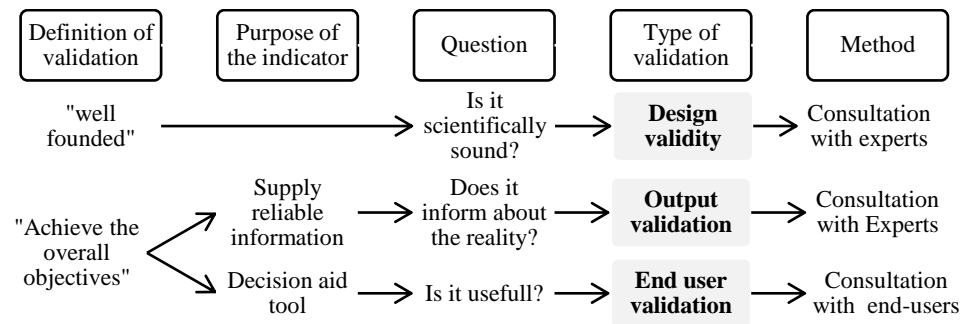 Definition of
validation
Purpose of
the indicator
Question
Type of
validation
Method
"well
founded"
Is it
scientifically
sound?
Design
validity
Consultation
with experts
"Achieve the
overall
objectives"
Supply
reliable
information
Does it
inform about
the reality?
Output
validation
Consultation
with Experts
Decision aid
tool
Is it usefull?
End user
validation
Consultation
with end-users